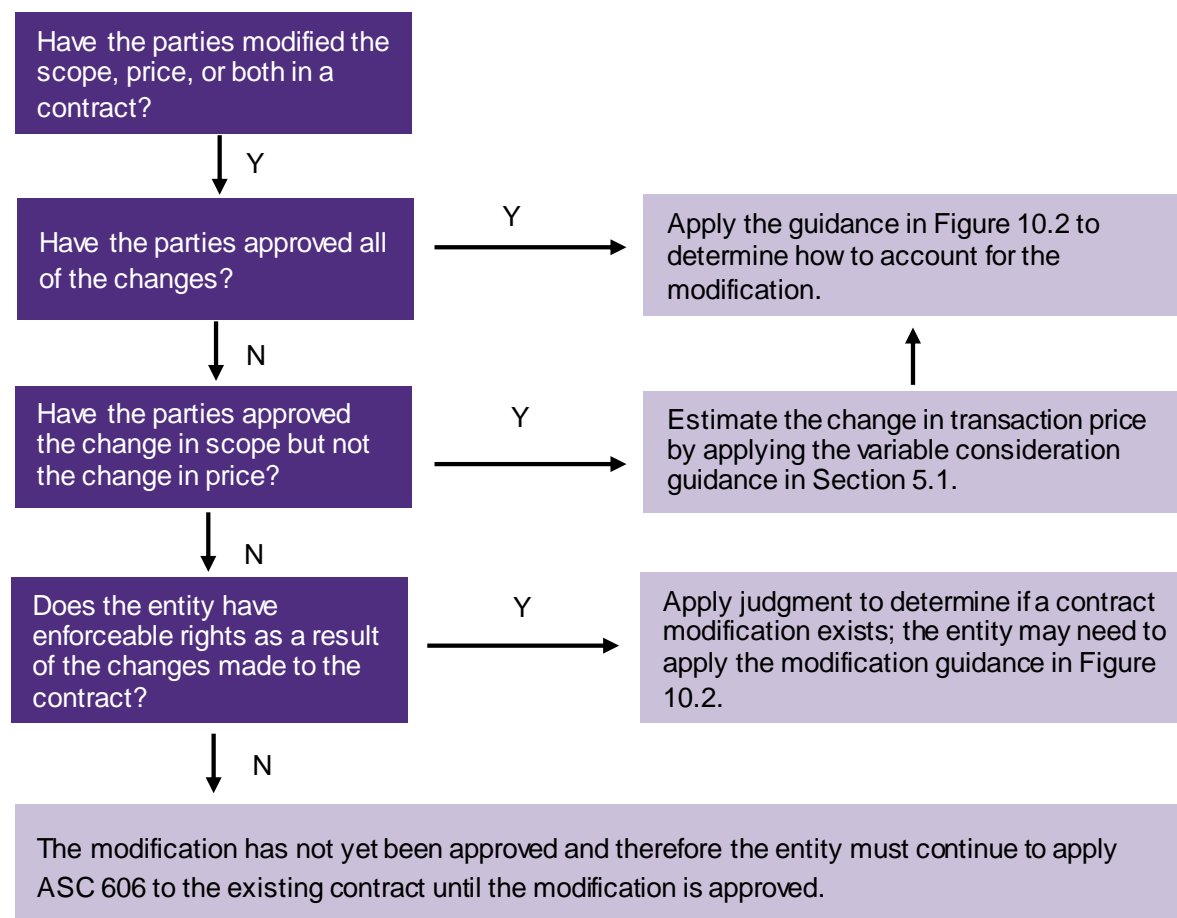 Have the parties modified the
scope, price, or both in a
contract?
Y
Have the parties approved all
of the changes?
Y
Apply the guidance in Figure 10.2 to
determine how to account for the
modification.
N
Have the parties approved
the change in scope but not
the change in price?
Y
Estimate the change in transaction price
by applying the variable consideration
guidance in Section 5.1.
N
Does the entity have
enforceable rights as a result
of the changes made to the
contract?
Y
Apply judgment to determine if a contract
modification exists; the entity may need to
apply the modification guidance in Figure
10.2.
N
The modification has not yet been approved and therefore the entity must continue to apply
ASC 606 to the existing contract until the modification is approved.